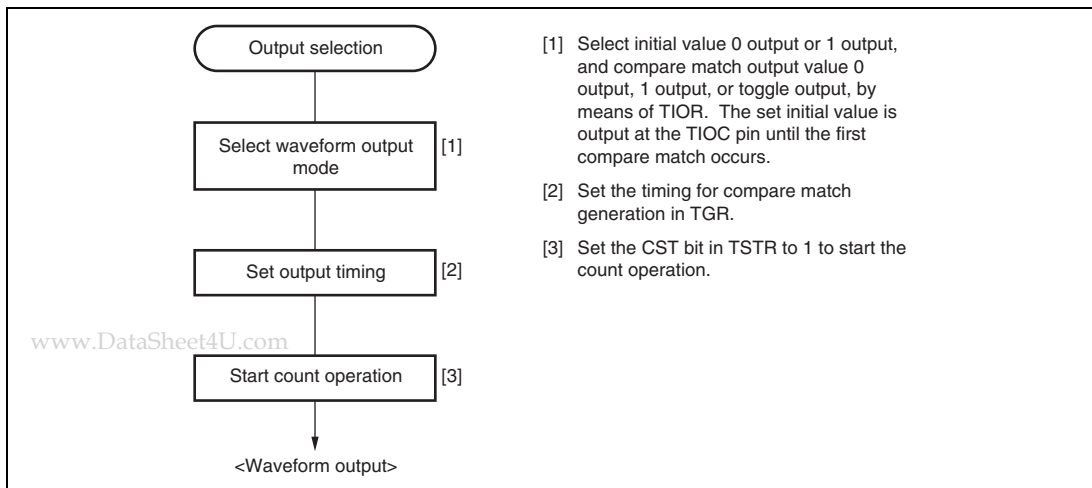 Output selection
Select waveform output
mode
[1]
Set output timing
[2]
www.DataSheet4U.com
Start count operation
[3]
<Waveform output>
[1] Select initial value 0 output or 1 output,
and compare match output value 0
output, 1 output, or toggle output, by
means of TIOR. The set initial value is
output at the TIOC pin until the first
compare match occurs.
[2] Set the timing for compare match
generation in TGR.
[3] Set the CST bit in TSTR to 1 to start the
count operation.